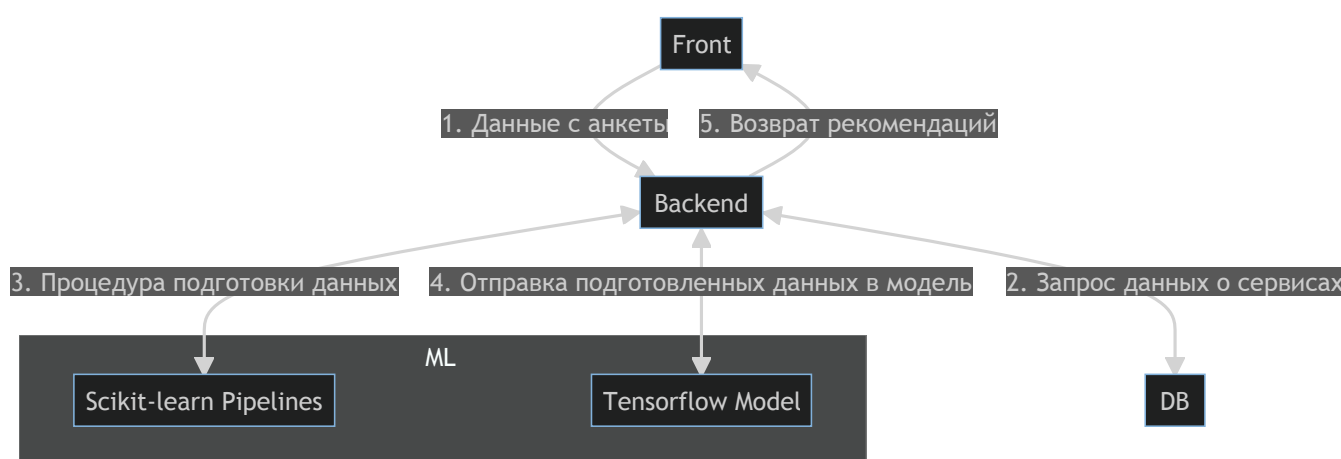 Front
1. Данные с анкеты
5. Возврат рекомендаций
Backend
3. Процедура подготовки данных
4. Отправка подготовленных данных в модель
2. Запрос данных о сервисах
ML
Scikit-learn Pipelines
Tensorflow Model
DB